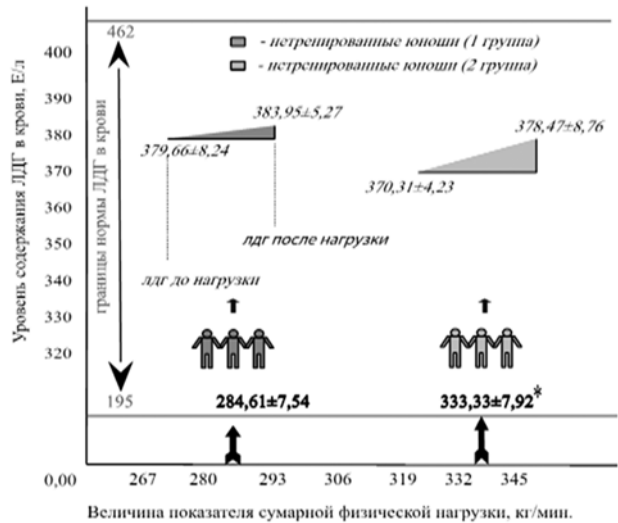 Уровень содержания ЛДГ в крови, Е/л
400
390
380
370
360
350
340
330
320
0,00
462
границы нормы ЛДГ в крови
195
- нетренированные юноши (1 группа)
- нетренированные юноши (2 группа)
383,95±5,27
379,66±8,24
378,47±8,76
370,31±4,23
лдг после нагрузки
лдг до нагрузки
284,61±7,54
333,33±7,92*
267 280 293 306 319 332 345
Величина показателя сумарной физической нагрузки, кг/мин.